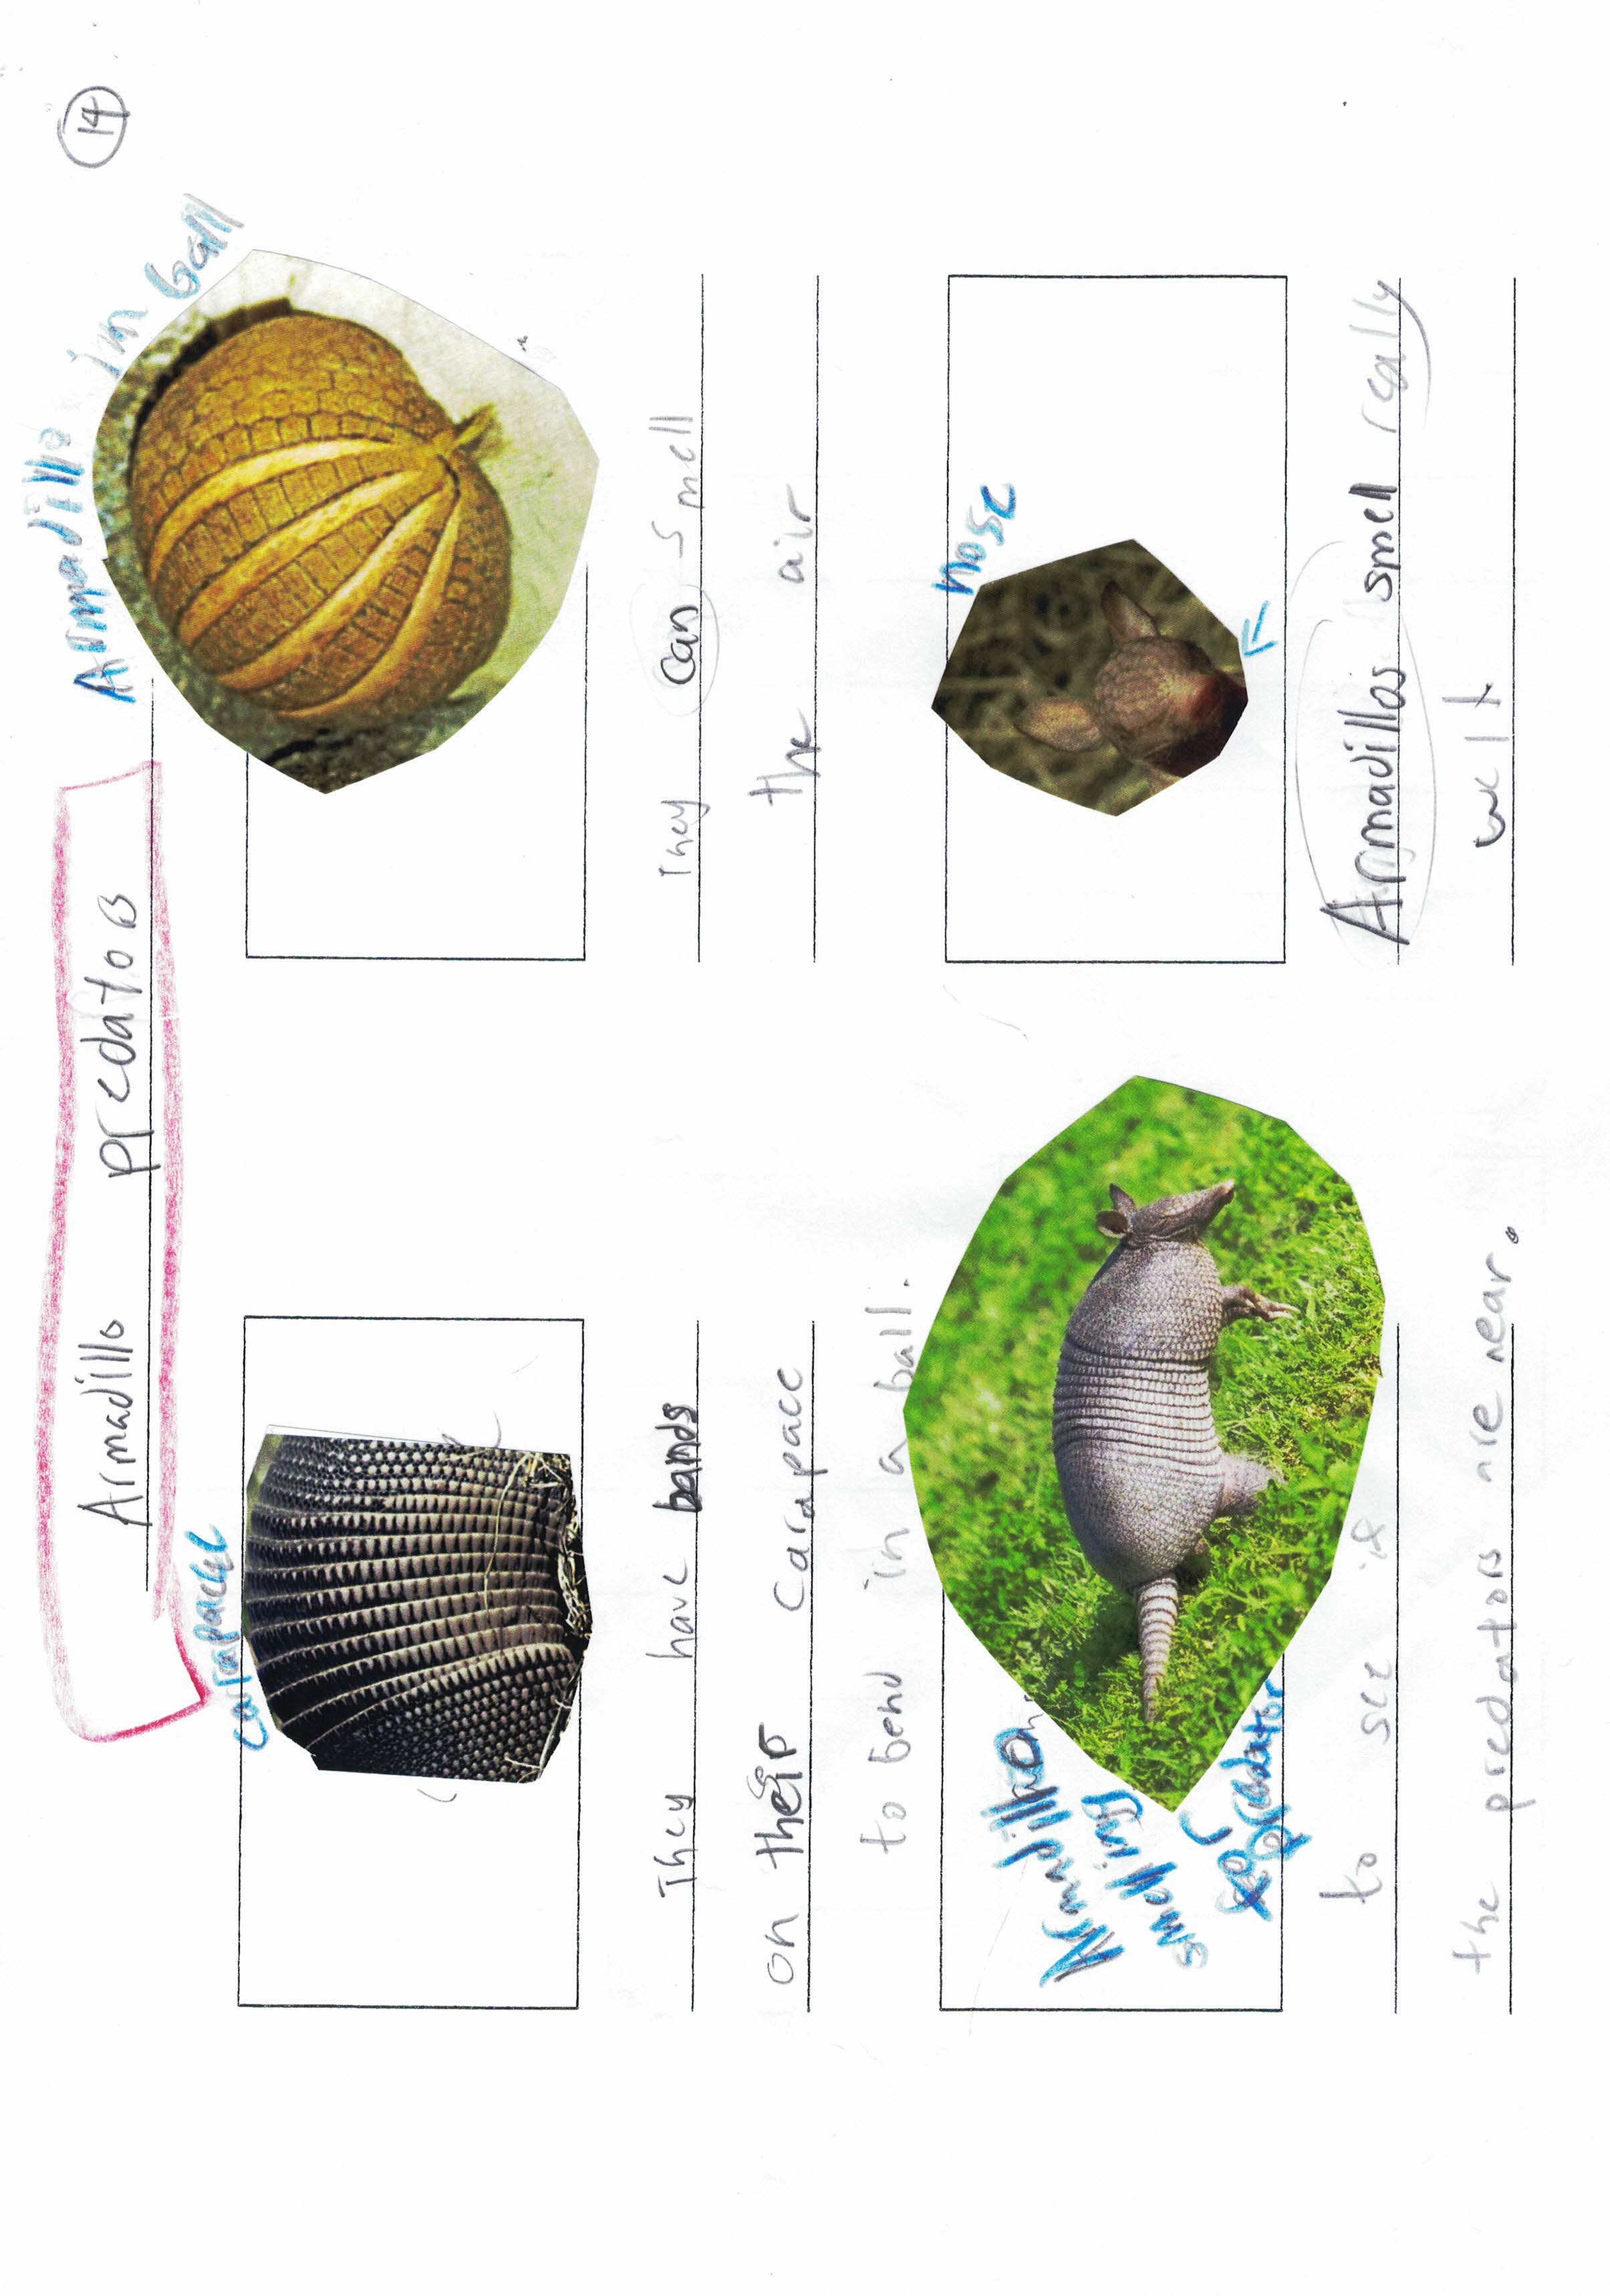 14
Armadillo predators
carapace
They have bands
on their carapace
to bend in a ball.
Armadillo in ball
They can smell
the air
Armadillo
smelling
for
predator
to see if
the predators are near.
nose
Armadillos smell really
well